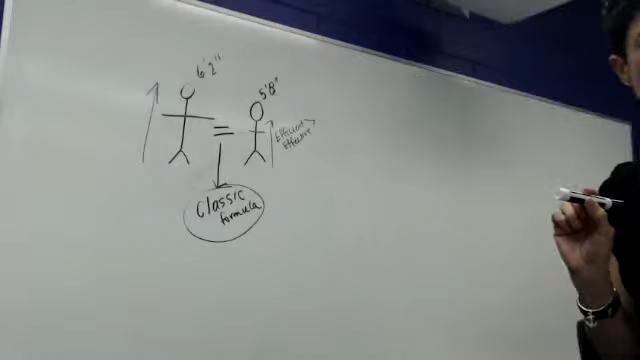 6'2"
5'8"
=
Efficient
Effective
Classic
formula